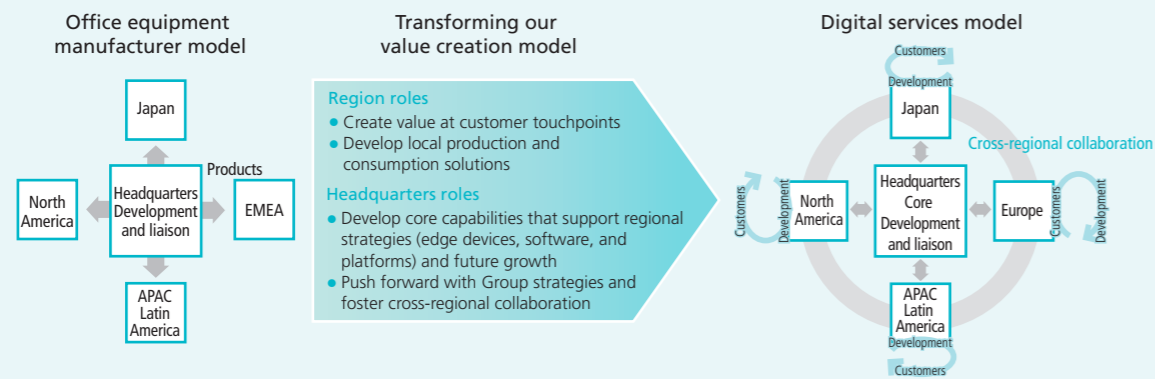 Office equipment
manufacturer model
Japan
Products
North
America
Headquarters
Development
and liaison
EMEA
APAC
Latin
America
Transforming our
value creation model
Region roles
● Create value at customer touchpoints
● Develop local production and
consumption solutions
Headquarters roles
● Develop core capabilities that support regional
strategies (edge devices, software, and
platforms) and future growth
● Push forward with Group strategies and
foster cross-regional collaboration
Digital services model
Customers
Development
Japan
Cross-regional collaboration
Customers
Development
North
America
Headquarters
Core
Development
and liaison
Europe
Customers
Development
APAC
Latin
America
Development
Customers